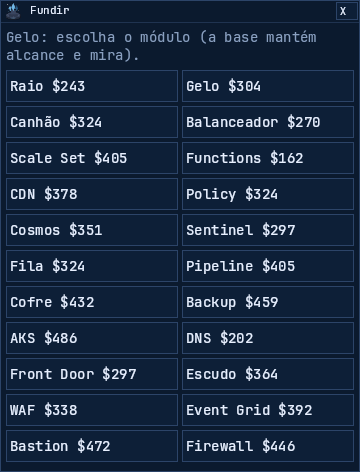 Fundir
X
Gelo: escolha o módulo (a base mantém
alcance e mira).
Raio $243
Gelo $304
Canhão $324
Balanceador $270
Scale Set $405
Functions $162
CDN $378
Policy $324
Cosmos $351
Sentinel $297
Fila $324
Pipeline $405
Cofre $432
Backup $459
AKS $486
DNS $202
Front Door $297
Escudo $364
WAF $338
Event Grid $392
Bastion $472
Firewall $446